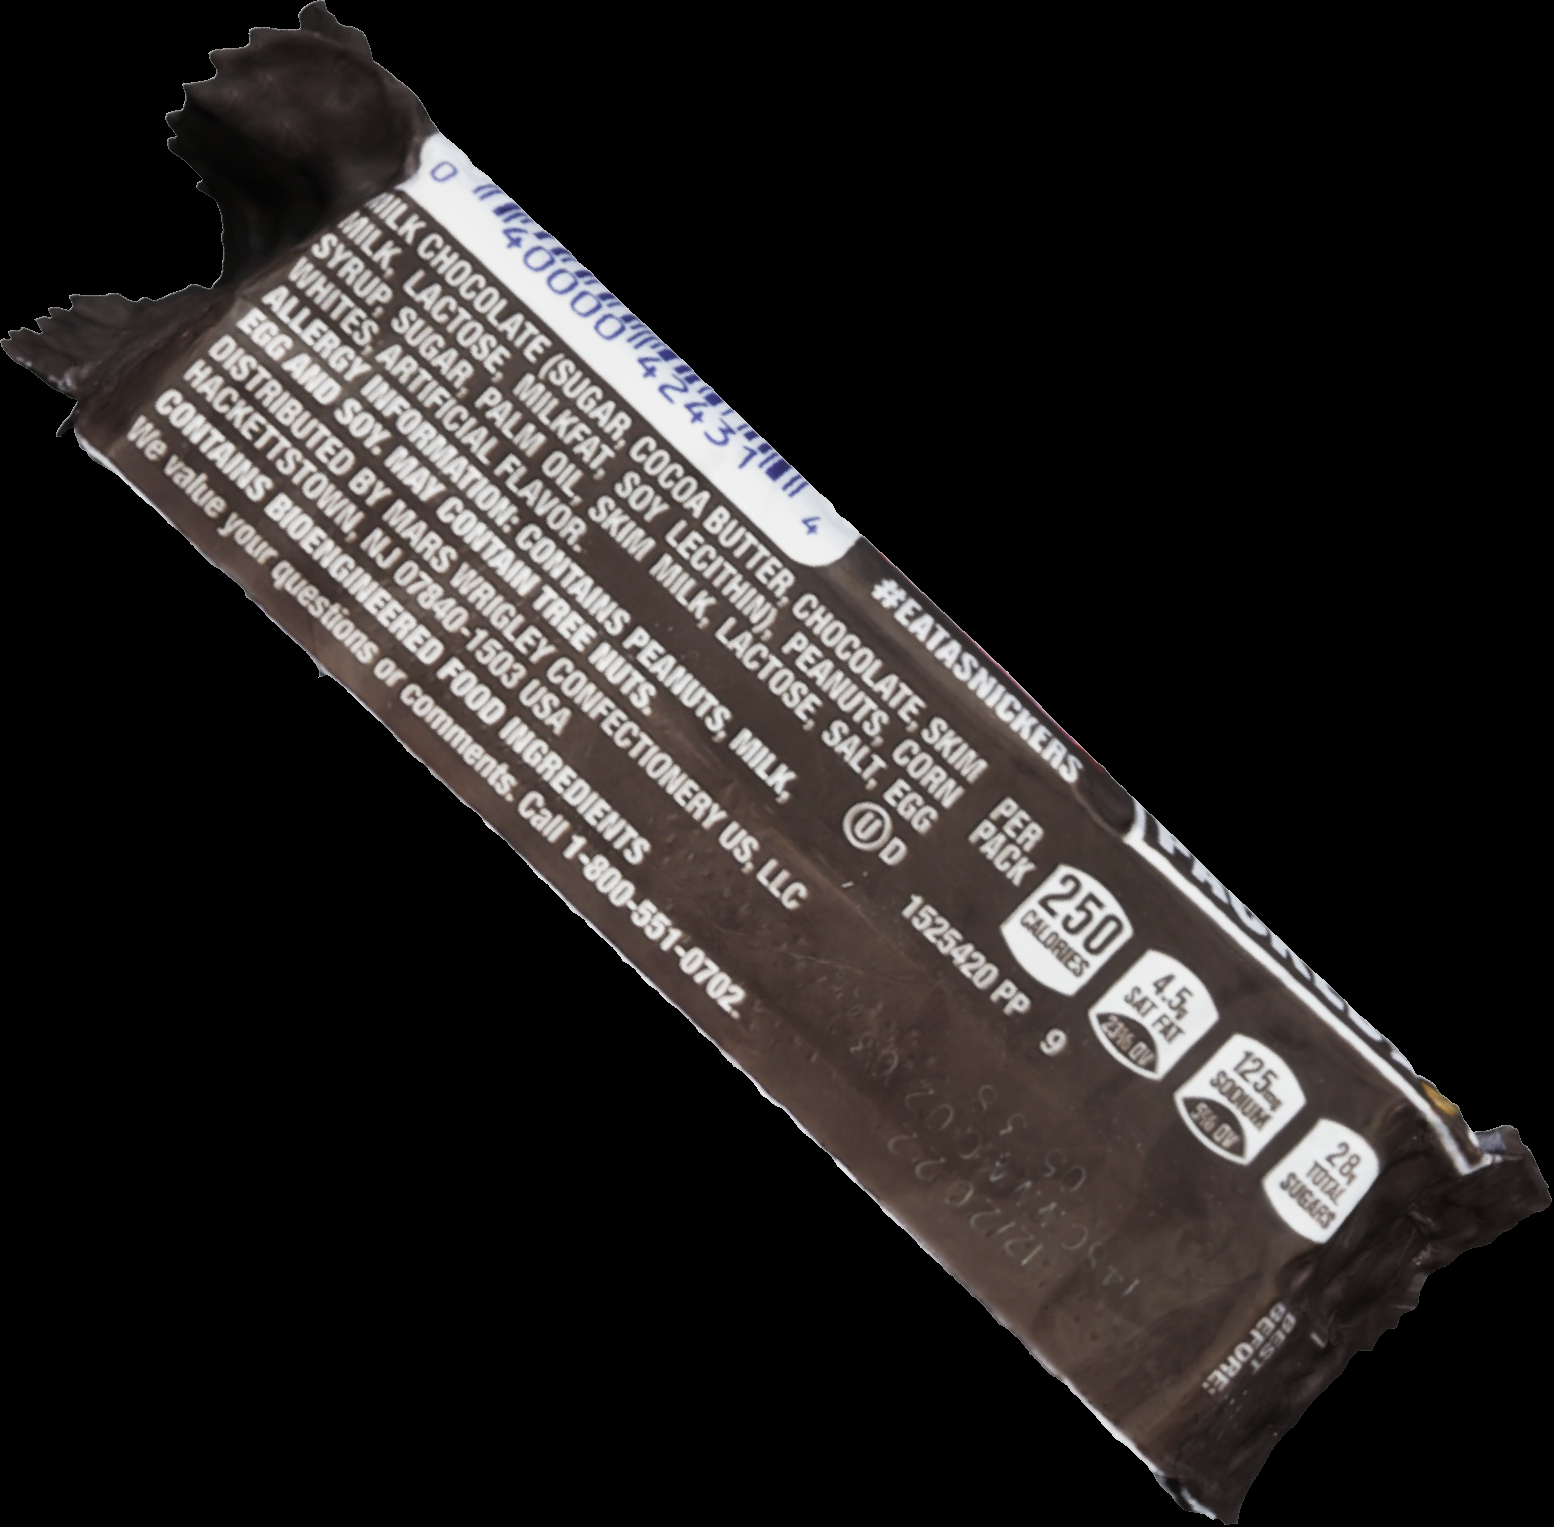 0 40000 42431 4
#EATASNICKERS
MILK CHOCOLATE (SUGAR, COCOA BUTTER, CHOCOLATE, SKIM
MILK, LACTOSE, MILKFAT, SOY LECITHIN), PEANUTS, CORN
SYRUP, SUGAR, PALM OIL, SKIM MILK, LACTOSE, SALT, EGG
WHITES, ARTIFICIAL FLAVOR.
ALLERGY INFORMATION: CONTAINS PEANUTS, MILK,
EGG AND SOY. MAY CONTAIN TREE NUTS.
DISTRIBUTED BY MARS WRIGLEY CONFECTIONERY US, LLC
HACKETTSTOWN, NJ 07840-1503 USA
CONTAINS BIOENGINEERED FOOD INGREDIENTS
We value your questions or comments. Call 1-800-551-0702.
U D
1525420 PP 9
PER
PACK
250
CALORIES
4.5g
SAT FAT
23% DV
125mg
SODIUM
5% DV
28g
TOTAL
SUGARS
BEST
BEFORE: